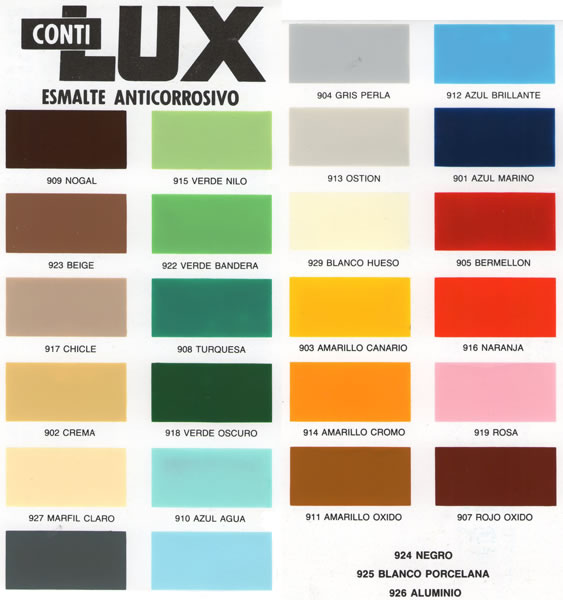 CONTI
LUX
ESMALTE ANTICORROSIVO
909 NOGAL
915 VERDE NILO
923 BEIGE
922 VERDE BANDERA
917 CHICLE
908 TURQUESA
902 CREMA
918 VERDE OSCURO
927 MARFIL CLARO
910 AZUL AGUA
904 GRIS PERLA
912 AZUL BRILLANTE
913 OSTION
901 AZUL MARINO
929 BLANCO HUESO
905 BERMELLON
903 AMARILLO CANARIO
916 NARANJA
914 AMARILLO CROMO
919 ROSA
911 AMARILLO OXIDO
907 ROJO OXIDO
924 NEGRO
925 BLANCO PORCELANA
926 ALUMINIO